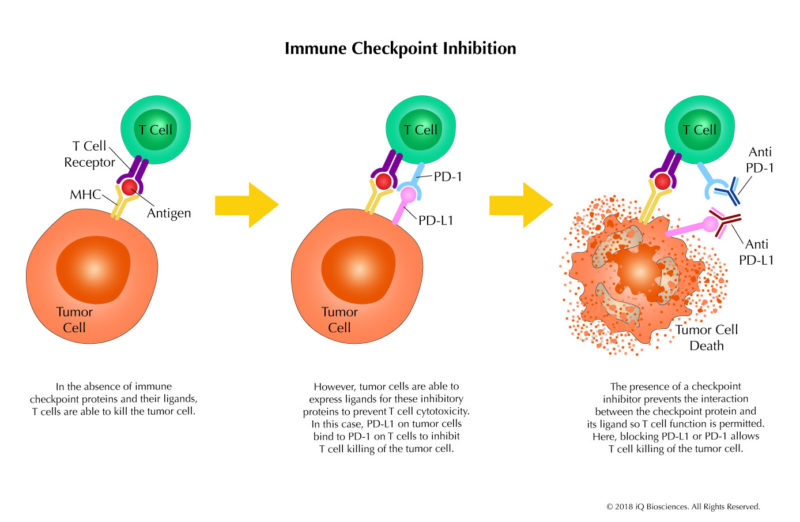 Immune Checkpoint Inhibition
T Cell
T Cell
Receptor
MHC
Antigen
Tumor
Cell
In the absence of immune
checkpoint proteins and their ligands,
T cells are able to kill the tumor cell.
T Cell
PD-1
PD-L1
Tumor
Cell
However, tumor cells are able to
express ligands for these inhibitory
proteins to prevent T cell cytotoxicity.
In this case, PD-L1 on tumor cells
bind to PD-1 on T cells to inhibit
T cell killing of the tumor cell.
T Cell
Anti
PD-1
Anti
PD-L1
Tumor Cell
Death
The presence of a checkpoint
inhibitor prevents the interaction
between the checkpoint protein and
its ligand so T cell function is permitted.
Here, blocking PD-L1 or PD-1 allows
T cell killing of the tumor cell.
© 2018 iQ Biosciences. All Rights Reserved.